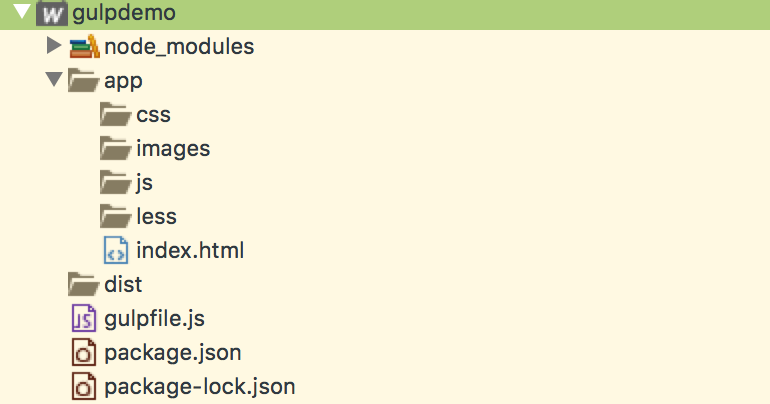 gulpdemo
node_modules
app
css
images
js
less
index.html
dist
gulpfile.js
package.json
package-lock.json